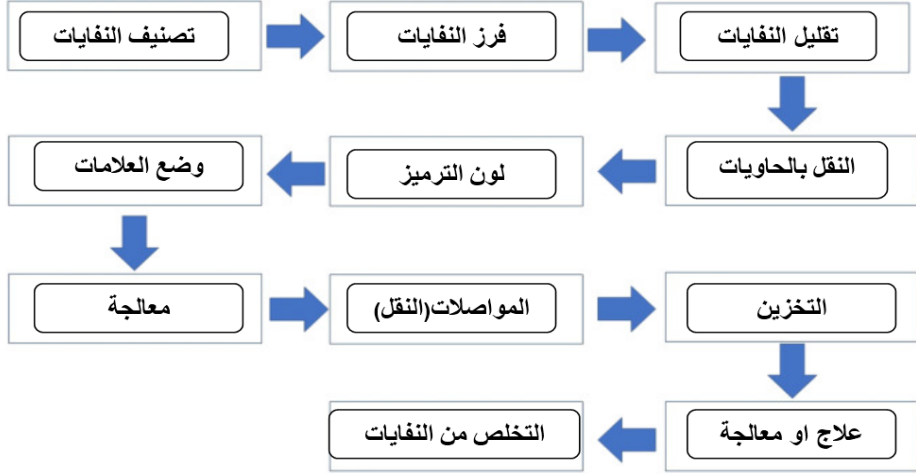 تصنيف النفايات
فرز النفايات
تقليل النفايات
النقل بالحاويات
لون الترميز
وضع العلامات
معالجة
المواصلات(النقل)
التخزين
علاج او معالجة
التخلص من النفايات